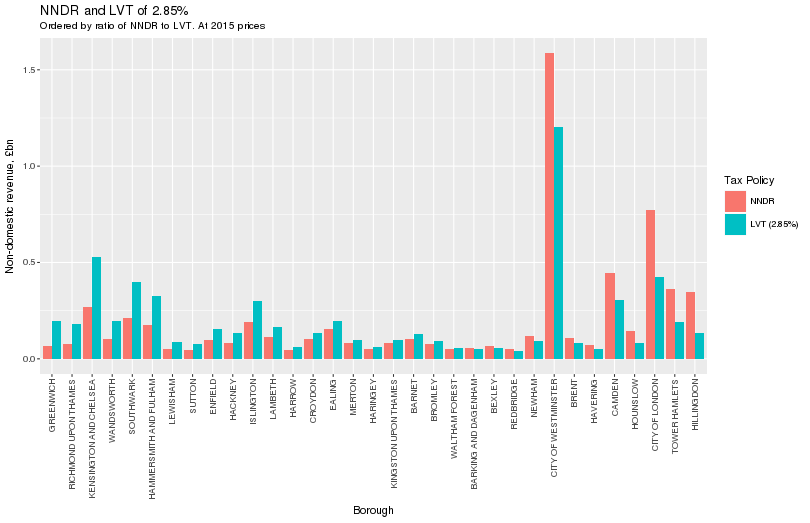 NNDR and LVT of 2.85%
Ordered by ratio of NNDR to LVT. At 2015 prices
Non-domestic revenue, £bn
1.5
1.0
0.5
0.0
GREENWICH
RICHMOND UPON THAMES
KENSINGTON AND CHELSEA
WANDSWORTH
SOUTHWARK
HAMMERSMITH AND FULHAM
LEWISHAM
SUTTON
ENFIELD
HACKNEY
ISLINGTON
LAMBETH
HARROW
CROYDON
EALING
MERTON
HARINGEY
KINGSTON UPON THAMES
BARNET
BROMLEY
WALTHAM FOREST
BARKING AND DAGENHAM
BEXLEY
REDBRIDGE
NEWHAM
CITY OF WESTMINSTER
BRENT
HAVERING
CAMDEN
HOUNSLOW
CITY OF LONDON
TOWER HAMLETS
HILLINGDON
Borough
Tax Policy
NNDR
LVT (2.85%)